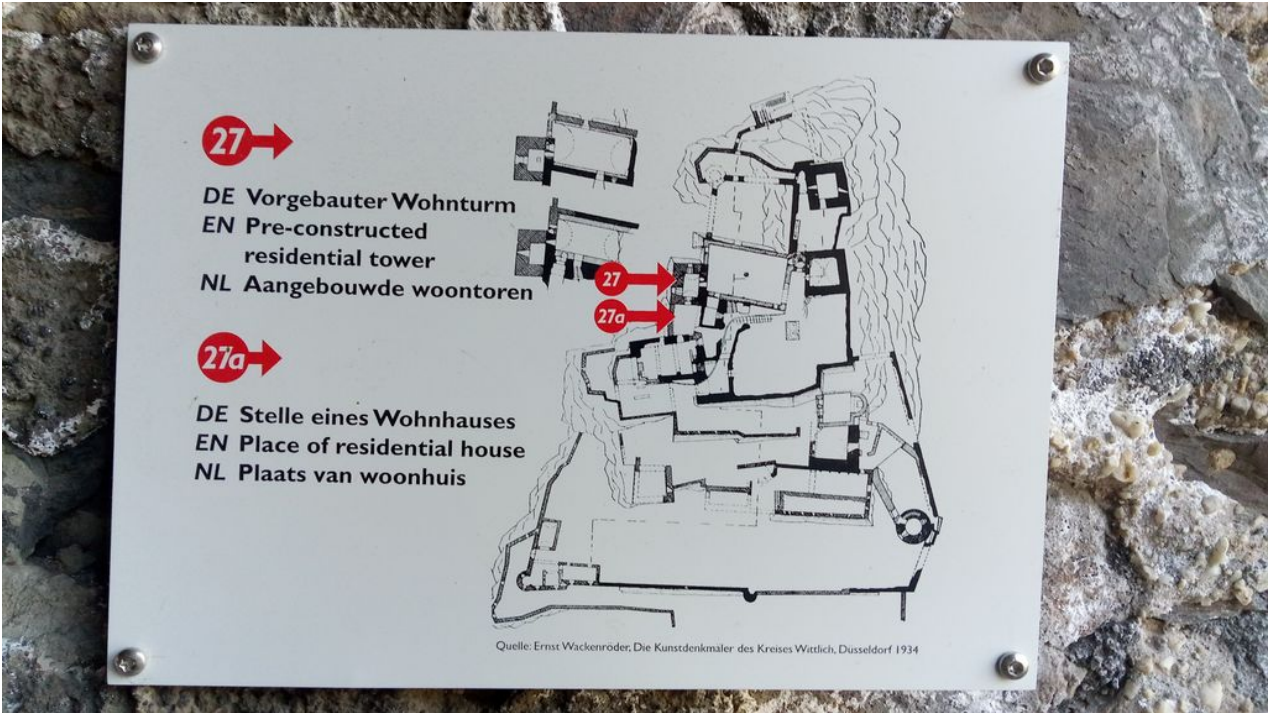 27
DE Vorgebauter Wohnturm
EN Pre-constructed
residential tower
NL Aangebouwde woontoren
27a
DE Stelle eines Wohnhauses
EN Place of residential house
NL Plaats van woonhuis
27
27a
Quelle: Ernst Wackenröder, Die Kunstdenkmäler des Kreises Wittlich, Düsseldorf 1934